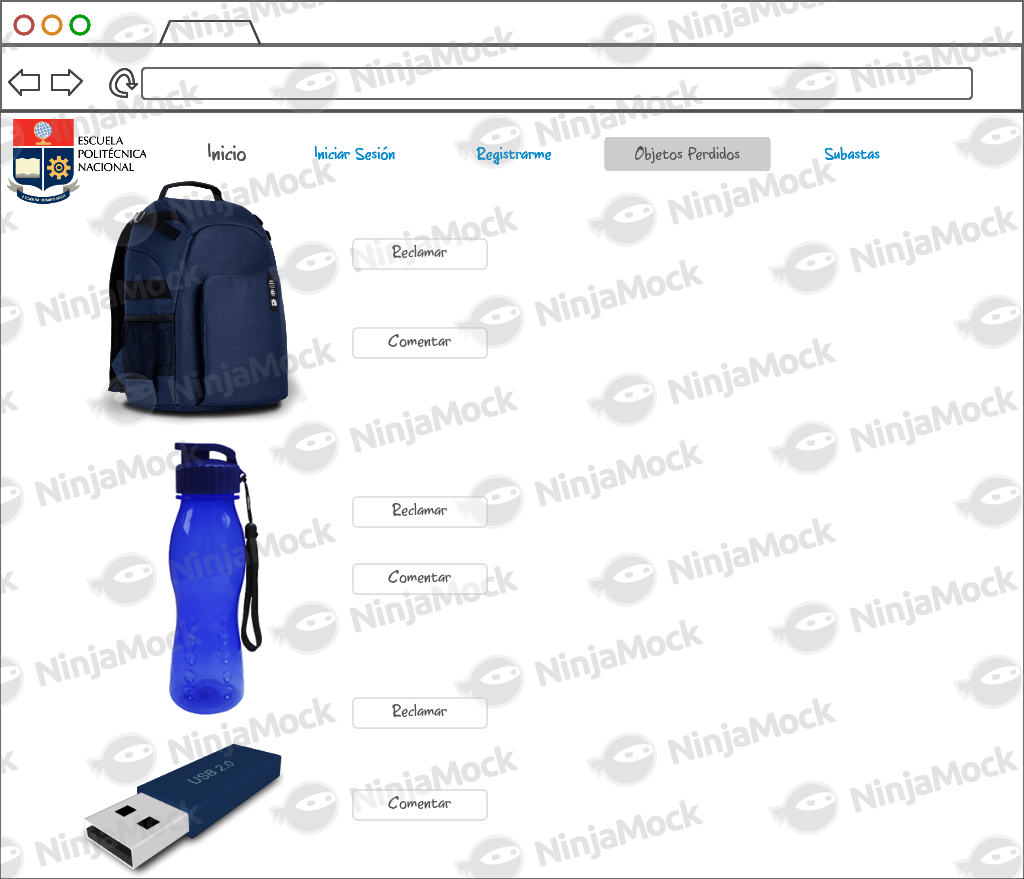 ESCUELA
POLITÉCNICA
NACIONAL
Inicio
Iniciar Sesión
Registrarme
Objetos Perdidos
Subastas
Reclamar
Comentar
Reclamar
Comentar
Reclamar
USB 2.0
Comentar
NinjaMock